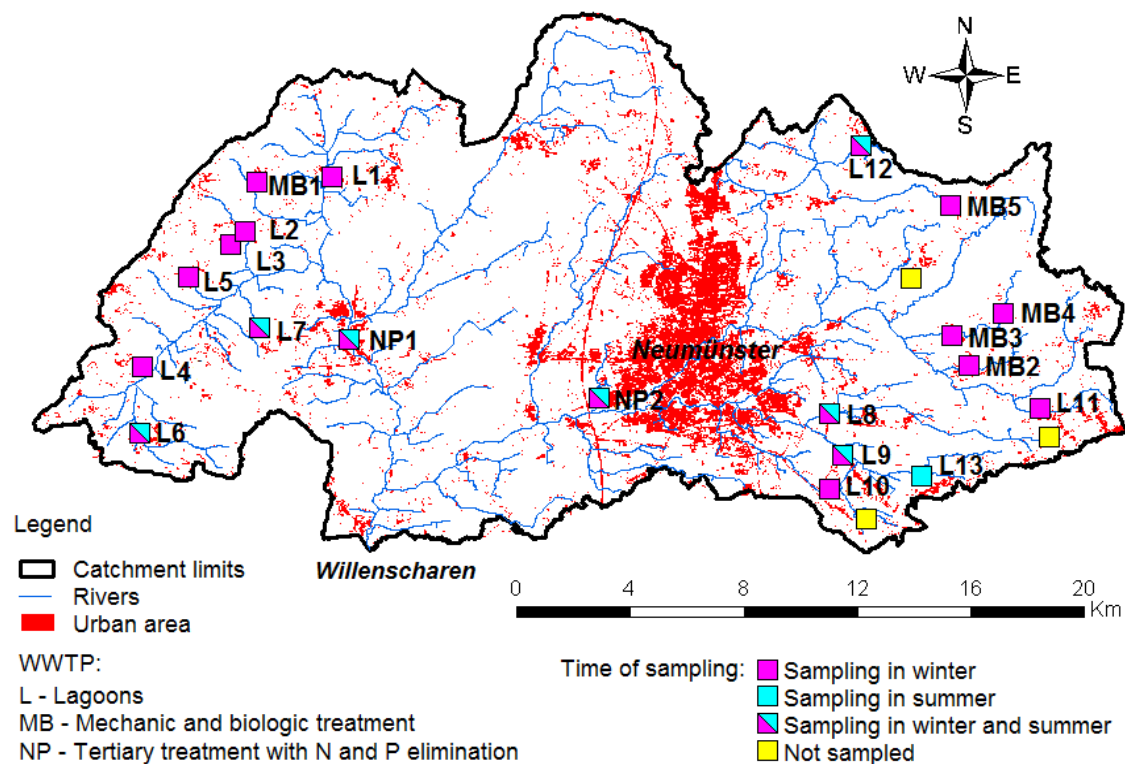 N
W E
S
L12
MB1 L1
MB5
L2
L3
L5
MB4
L7 NP1
MB3
Neumünster
MB2
L4
NP2
L11
L8
L6
L9
L13
L10
Legend
Catchment limits
Rivers
Urban area
Willenscharen
0 4 8 12 16 20
Km
WWTP:
L - Lagoons
MB - Mechanic and biologic treatment
NP - Tertiary treatment with N and P elimination
Time of sampling:
Sampling in winter
Sampling in summer
Sampling in winter and summer
Not sampled